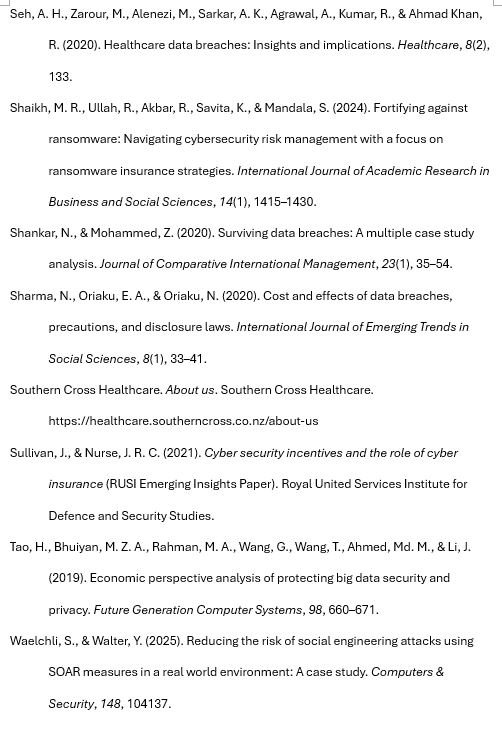 Seh, A. H., Zarour, M., Alenezi, M., Sarkar, A. K., Agrawal, A., Kumar, R., & Ahmad Khan,
R. (2020). Healthcare data breaches: Insights and implications. Healthcare, 8(2),
133.
Shaikh, M. R., Ullah, R., Akbar, R., Savita, K., & Mandala, S. (2024). Fortifying against
ransomware: Navigating cybersecurity risk management with a focus on
ransomware insurance strategies. International Journal of Academic Research in
Business and Social Sciences, 14(1), 1415–1430.
Shankar, N., & Mohammed, Z. (2020). Surviving data breaches: A multiple case study
analysis. Journal of Comparative International Management, 23(1), 35–54.
Sharma, N., Oriaku, E. A., & Oriaku, N. (2020). Cost and effects of data breaches,
precautions, and disclosure laws. International Journal of Emerging Trends in
Social Sciences, 8(1), 33–41.
Southern Cross Healthcare. About us. Southern Cross Healthcare.
https://healthcare.southerncross.co.nz/about-us
Sullivan, J., & Nurse, J. R. C. (2021). Cyber security incentives and the role of cyber
insurance (RUSI Emerging Insights Paper). Royal United Services Institute for
Defence and Security Studies.
Tao, H., Bhuiyan, M. Z. A., Rahman, M. A., Wang, G., Wang, T., Ahmed, Md. M., & Li, J.
(2019). Economic perspective analysis of protecting big data security and
privacy. Future Generation Computer Systems, 98, 660–671.
Waelchli, S., & Walter, Y. (2025). Reducing the risk of social engineering attacks using
SOAR measures in a real world environment: A case study. Computers &
Security, 148, 104137.